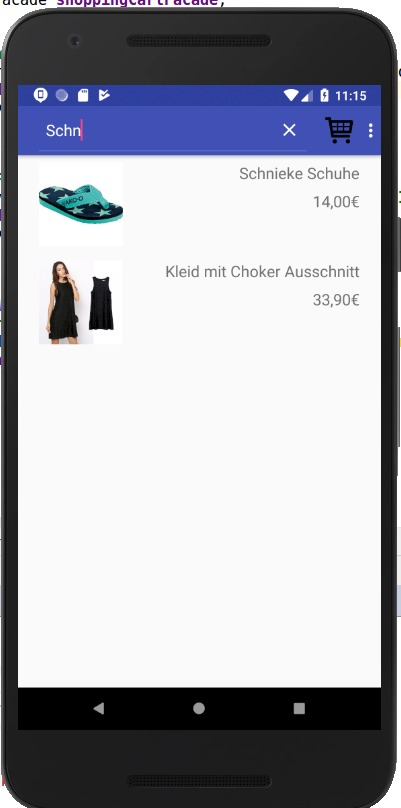 acade shoppingCartFacade;
11:15
Schn
Schnieke Schuhe
14,00€
Kleid mit Choker Ausschnitt
33,90€